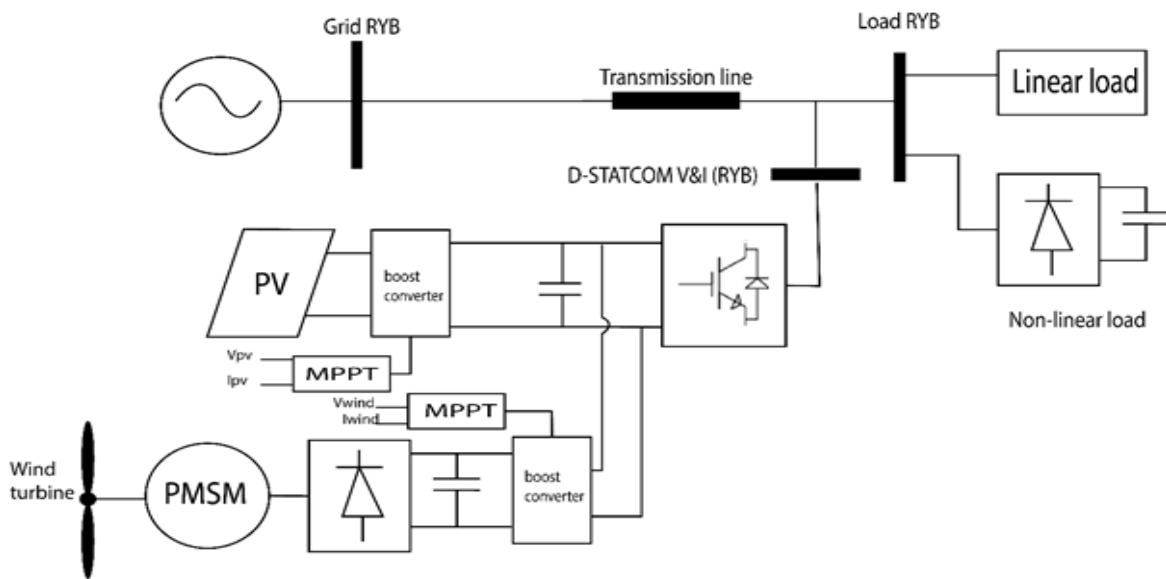 Grid RYB
Load RYB
Transmission line
Linear load
D-STATCOM V&I (RYB)
PV
boost
converter
Non-linear load
Vpv
Ipv
MPPT
Vwind
Iwind
MPPT
Wind
turbine
PMSM
boost
converter